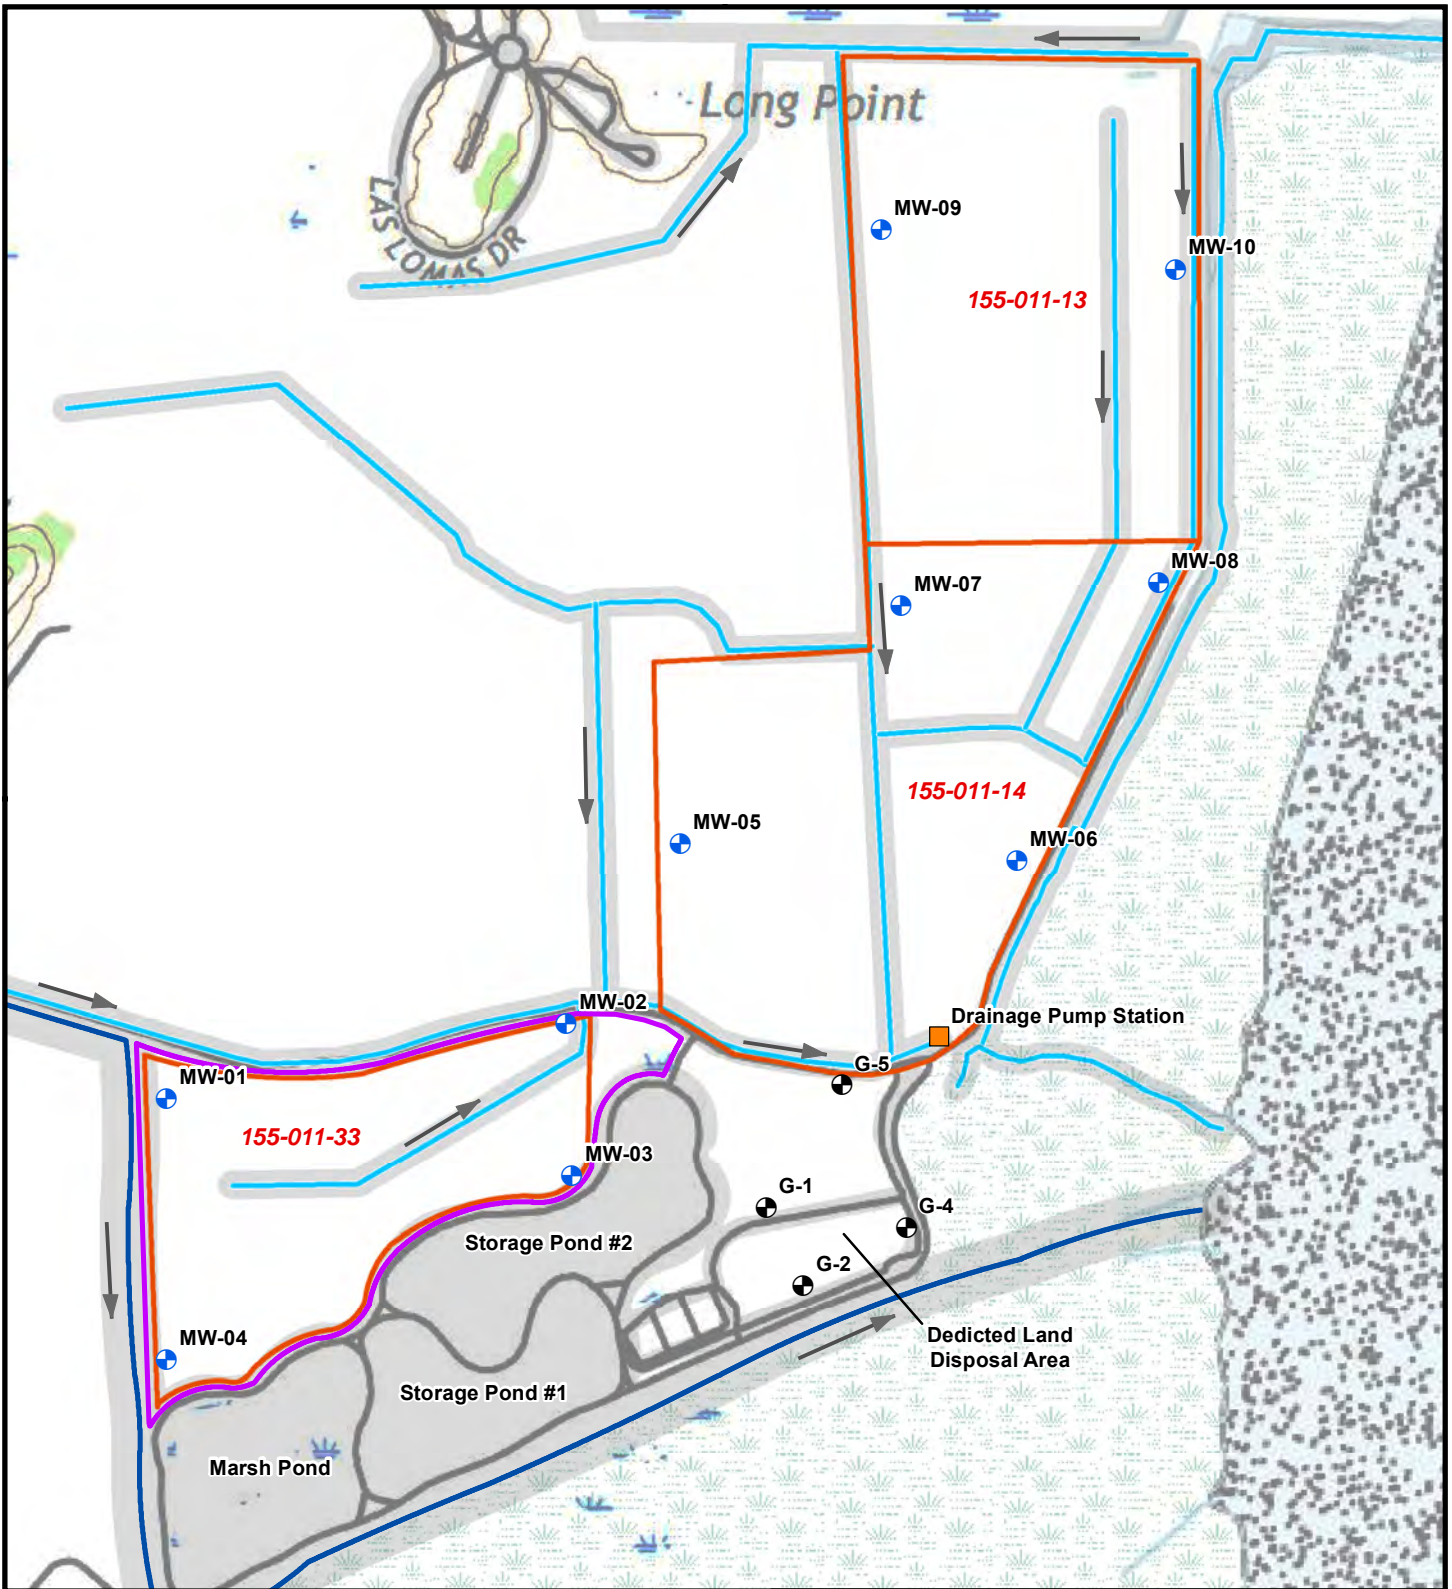 Long Point
LAS LOMAS DR
MW-09
MW-10
155-011-13
MW-08
MW-07
155-011-14
MW-05
MW-06
MW-02
Drainage Pump Station
G-5
MW-01
155-011-33
MW-03
G-1
G-4
Storage Pond #2
G-2
Dedicted Land
Disposal Area
MW-04
Storage Pond #1
Marsh Pond